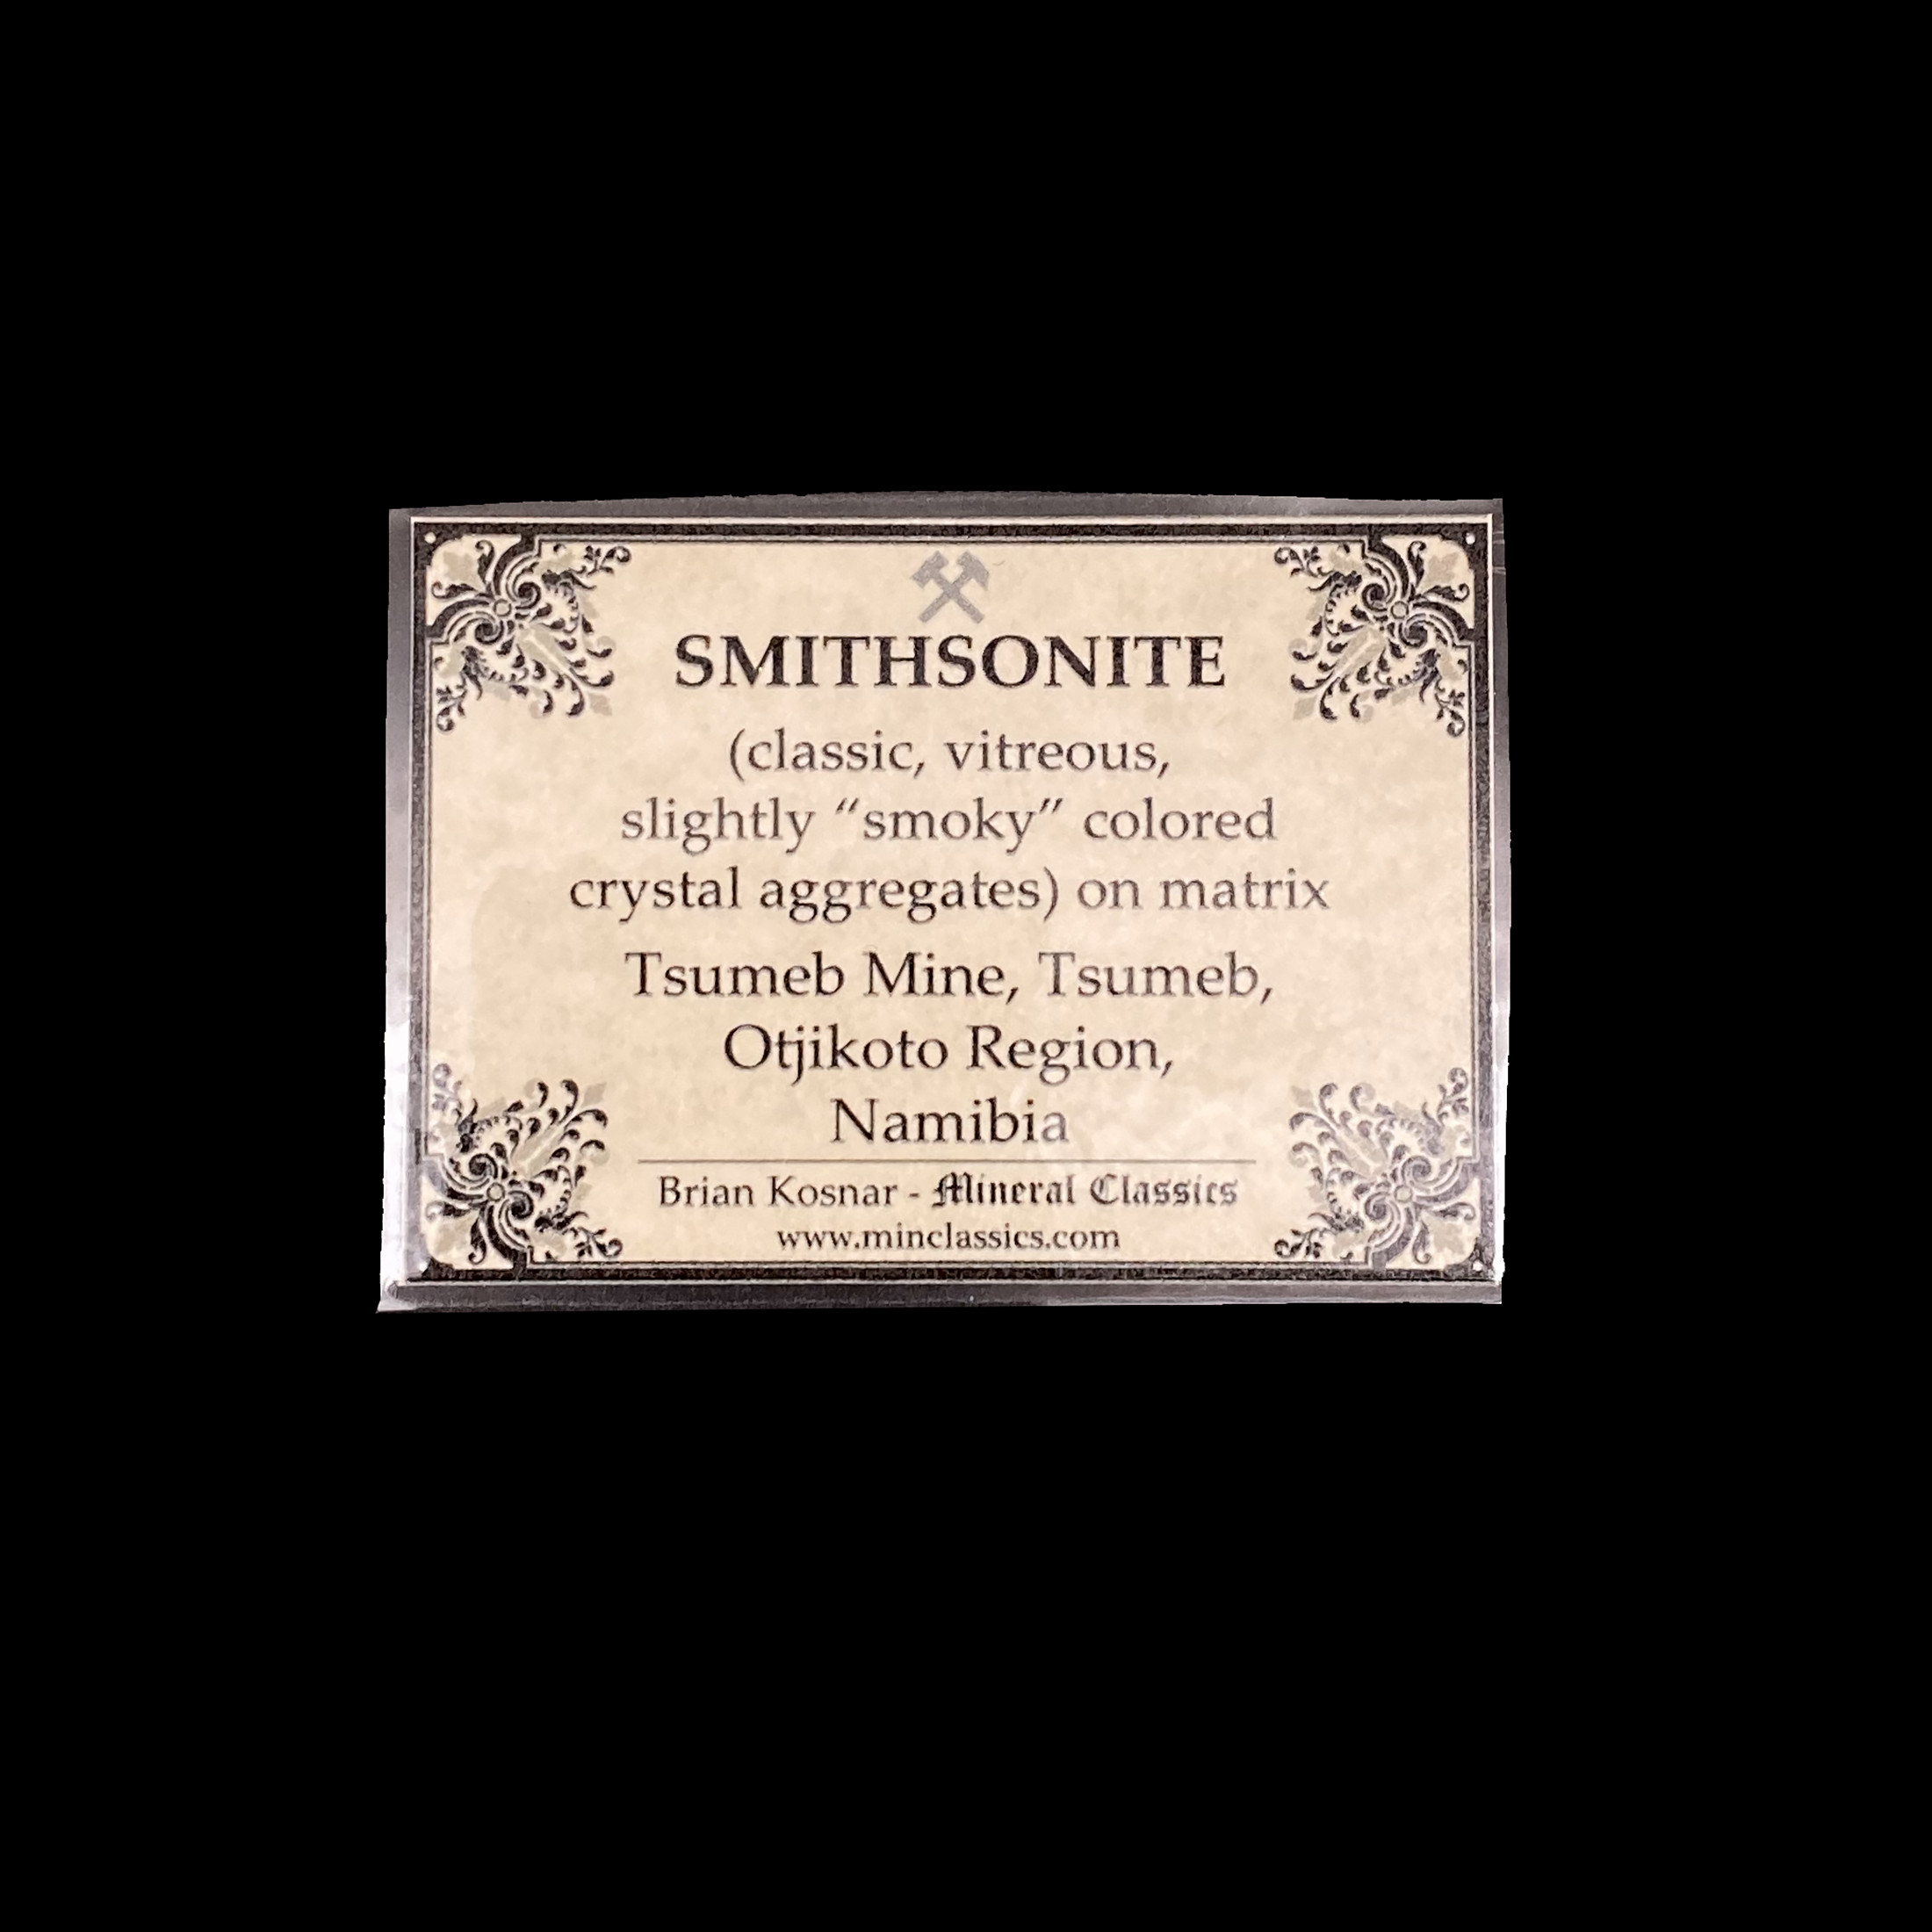 SMITHSONITE
(classic, vitreous,
slightly “smoky” colored
crystal aggregates) on matrix
Tsumeb Mine, Tsumeb,
Otjikoto Region,
Namibia
Brian Kosnar - Mineral Classics
www.minclassics.com